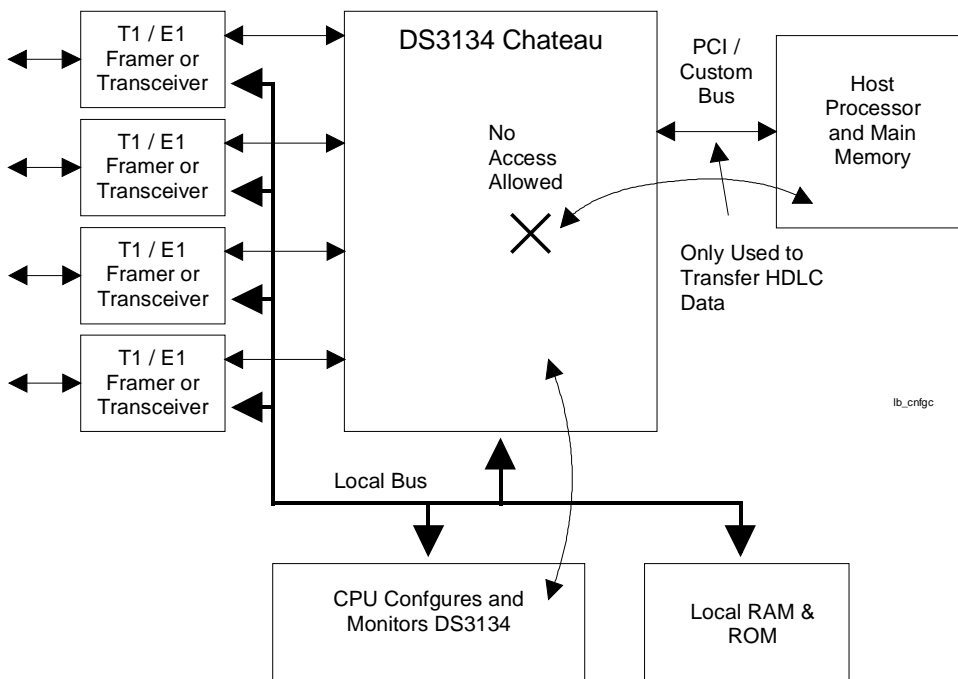 T1 / E1
Framer or
Transceiver
T1 / E1
Framer or
Transceiver
T1 / E1
Framer or
Transceiver
T1 / E1
Framer or
Transceiver
DS3134 Chateau
No
Access
Allowed
PCI /
Custom
Bus
Host
Processor
and Main
Memory
Only Used to
Transfer HDLC
Data
lb_cnfgc
Local Bus
CPU Confgures and
Monitors DS3134
Local RAM &
ROM